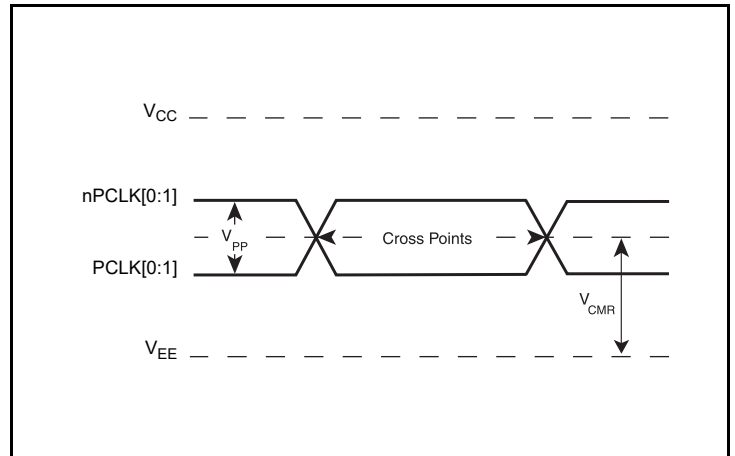 VCC
nPCLK[0:1]
VPP
Cross Points
PCLK[0:1]
VCMR
VEE